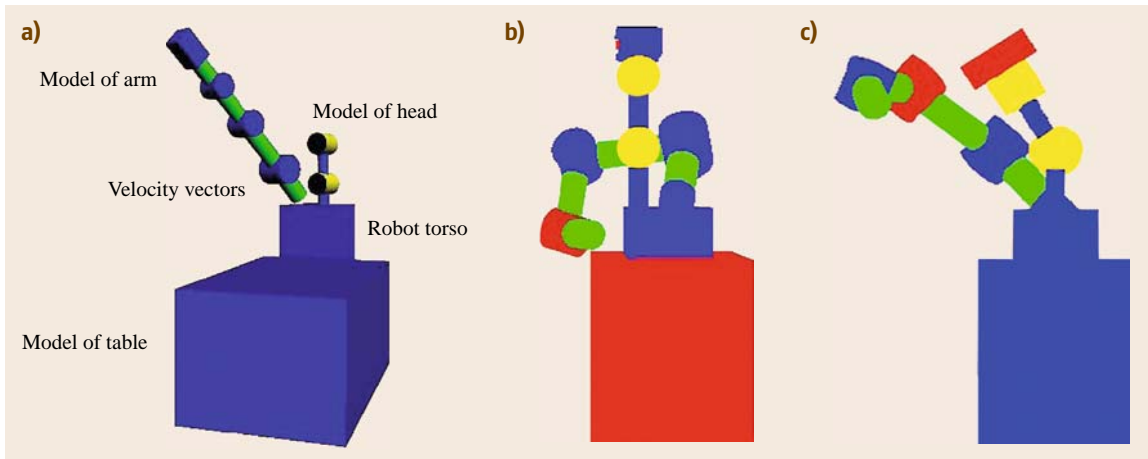 a)
Model of arm
Model of head
Velocity vectors
Robot torso
Model of table
b)
c)